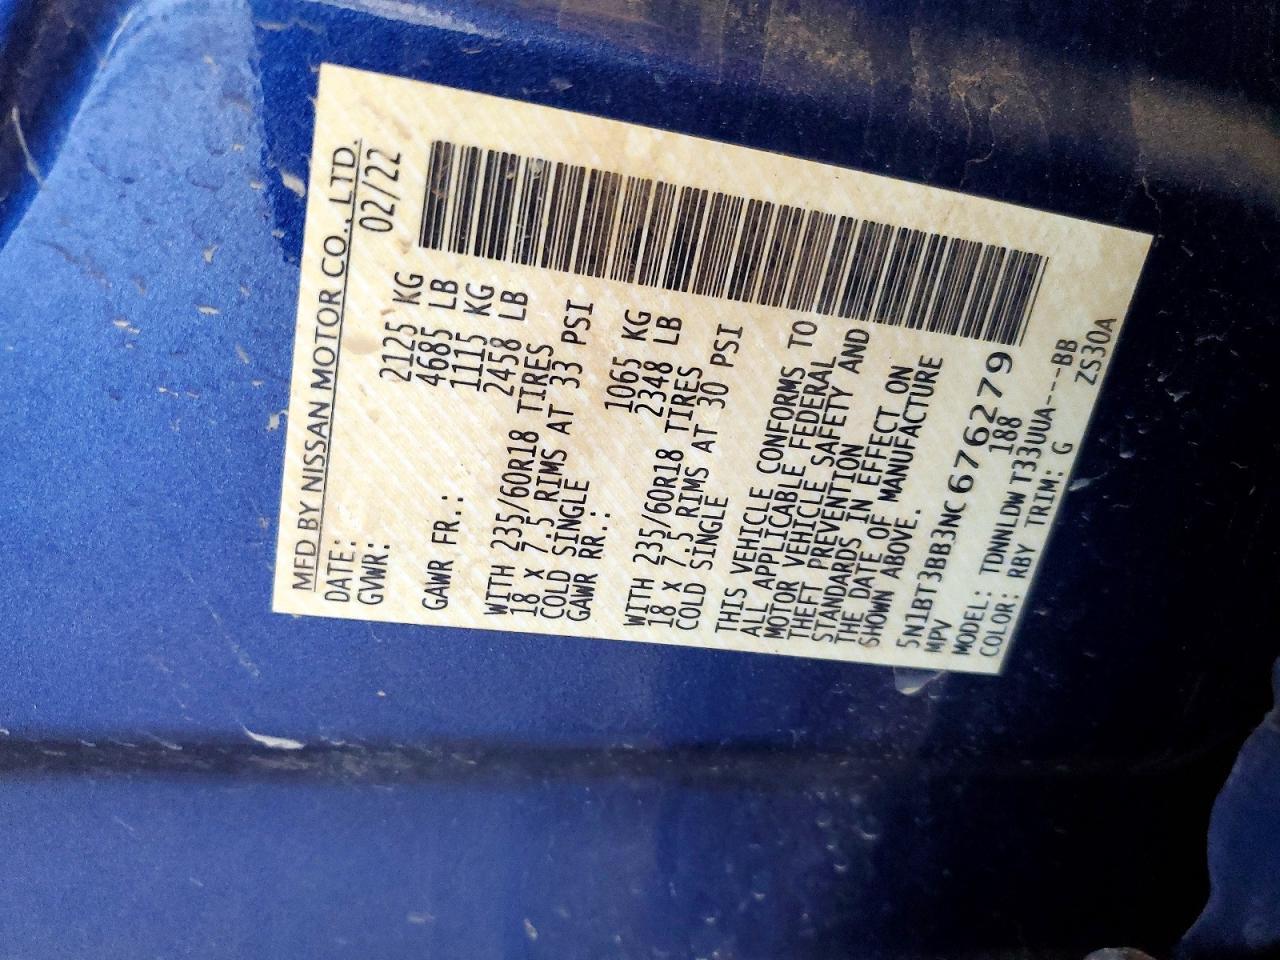 MFD BY NISSAN MOTOR CO., LTD.
DATE: 02/22
GVWR: 2125 KG
4685 LB
GAWR FR.: 1115 KG
2458 LB
WITH 235/60R18 TIRES
18 x 7.5 RIMS AT 33 PSI
COLD SINGLE
GAWR RR.: 1065 KG
2348 LB
WITH 235/60R18 TIRES
18 x 7.5 RIMS AT 30 PSI
COLD SINGLE
THIS VEHICLE CONFORMS TO
ALL APPLICABLE FEDERAL
MOTOR VEHICLE SAFETY AND
THEFT PREVENTION
STANDARDS IN EFFECT ON
THE DATE OF MANUFACTURE
SHOWN ABOVE.
5N1BT3BB3NC676279
MPV 188
MODEL: TDNNLDWT33UUA----BB
COLOR: RBY TRIM: G ZS30A